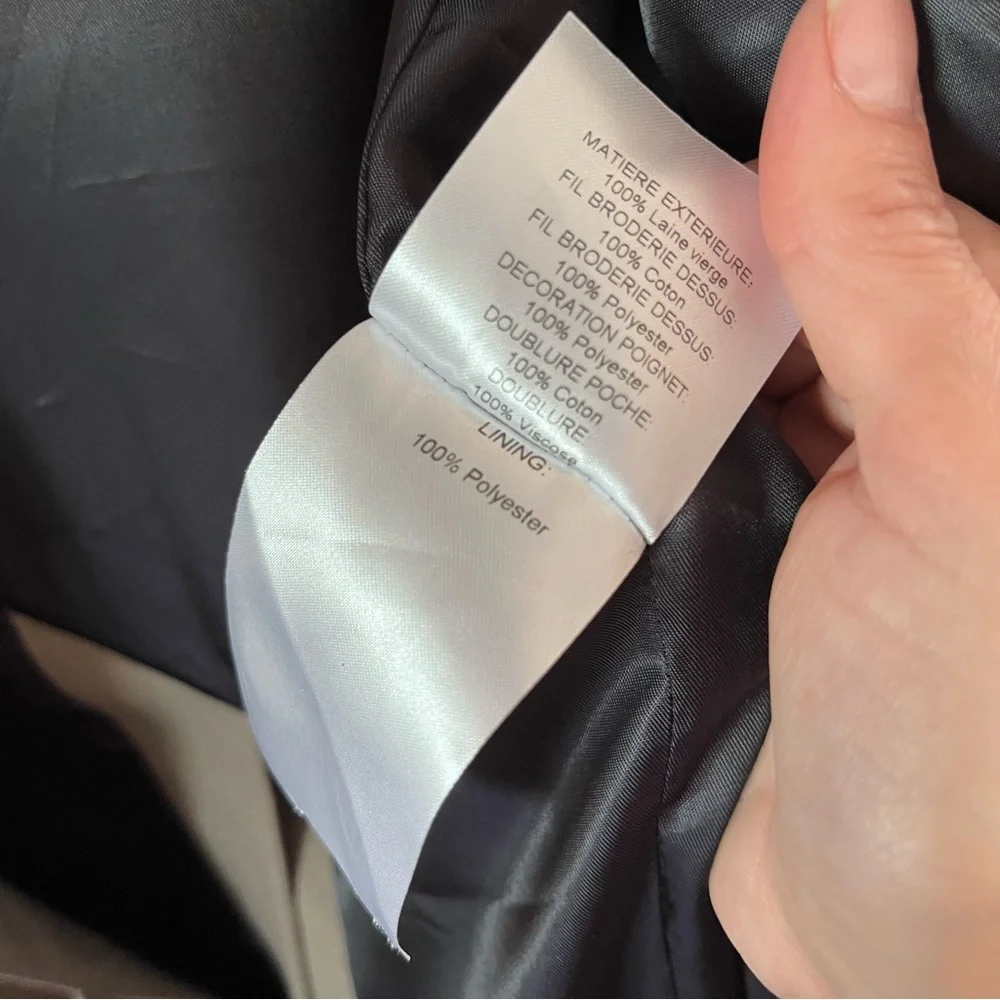 MATIERE EXTERIEURE:
100% Laine vierge
FIL BRODERIE DESSUS:
100% Coton
FIL BRODERIE DESSUS:
100% Polyester
DECORATION POIGNET:
100% Polyester
DOUBLURE POCHE:
100% Coton
DOUBLURE:
100% Viscose
LINING:
100% Polyester